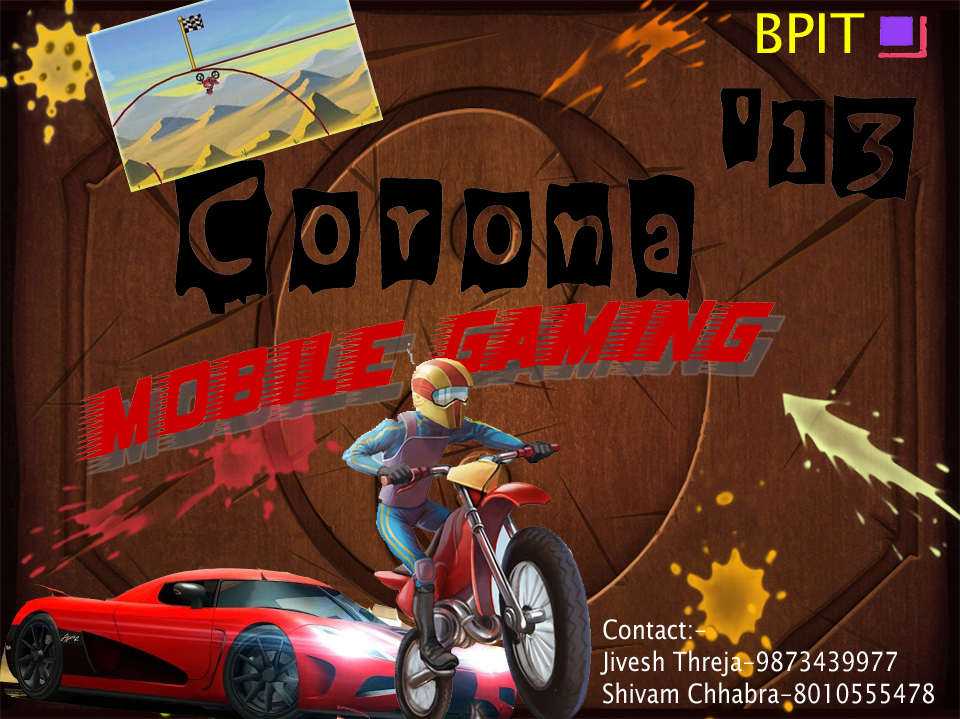 BPIT
'13
Corona
MOBILE GAMING
Contact:-
Jivesh Threja-9873439977
Shivam Chhabra-8010555478